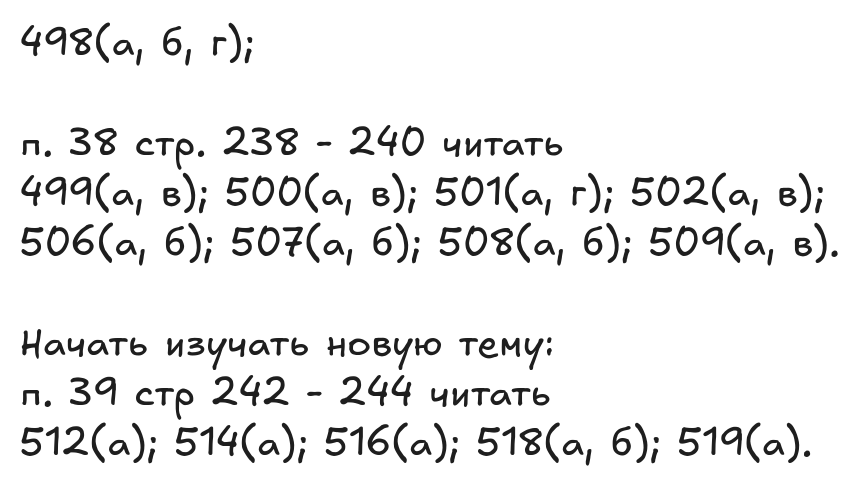 498(а, б, г);
п. 38 стр. 238 - 240 читать
499(а, в); 500(а, в); 501(а, г); 502(а, в);
506(а, б); 507(а, б); 508(а, б); 509(а, в).
Начать изучать новую тему:
п. 39 стр 242 - 244 читать
512(а); 514(а); 516(а); 518(а, б); 519(а).